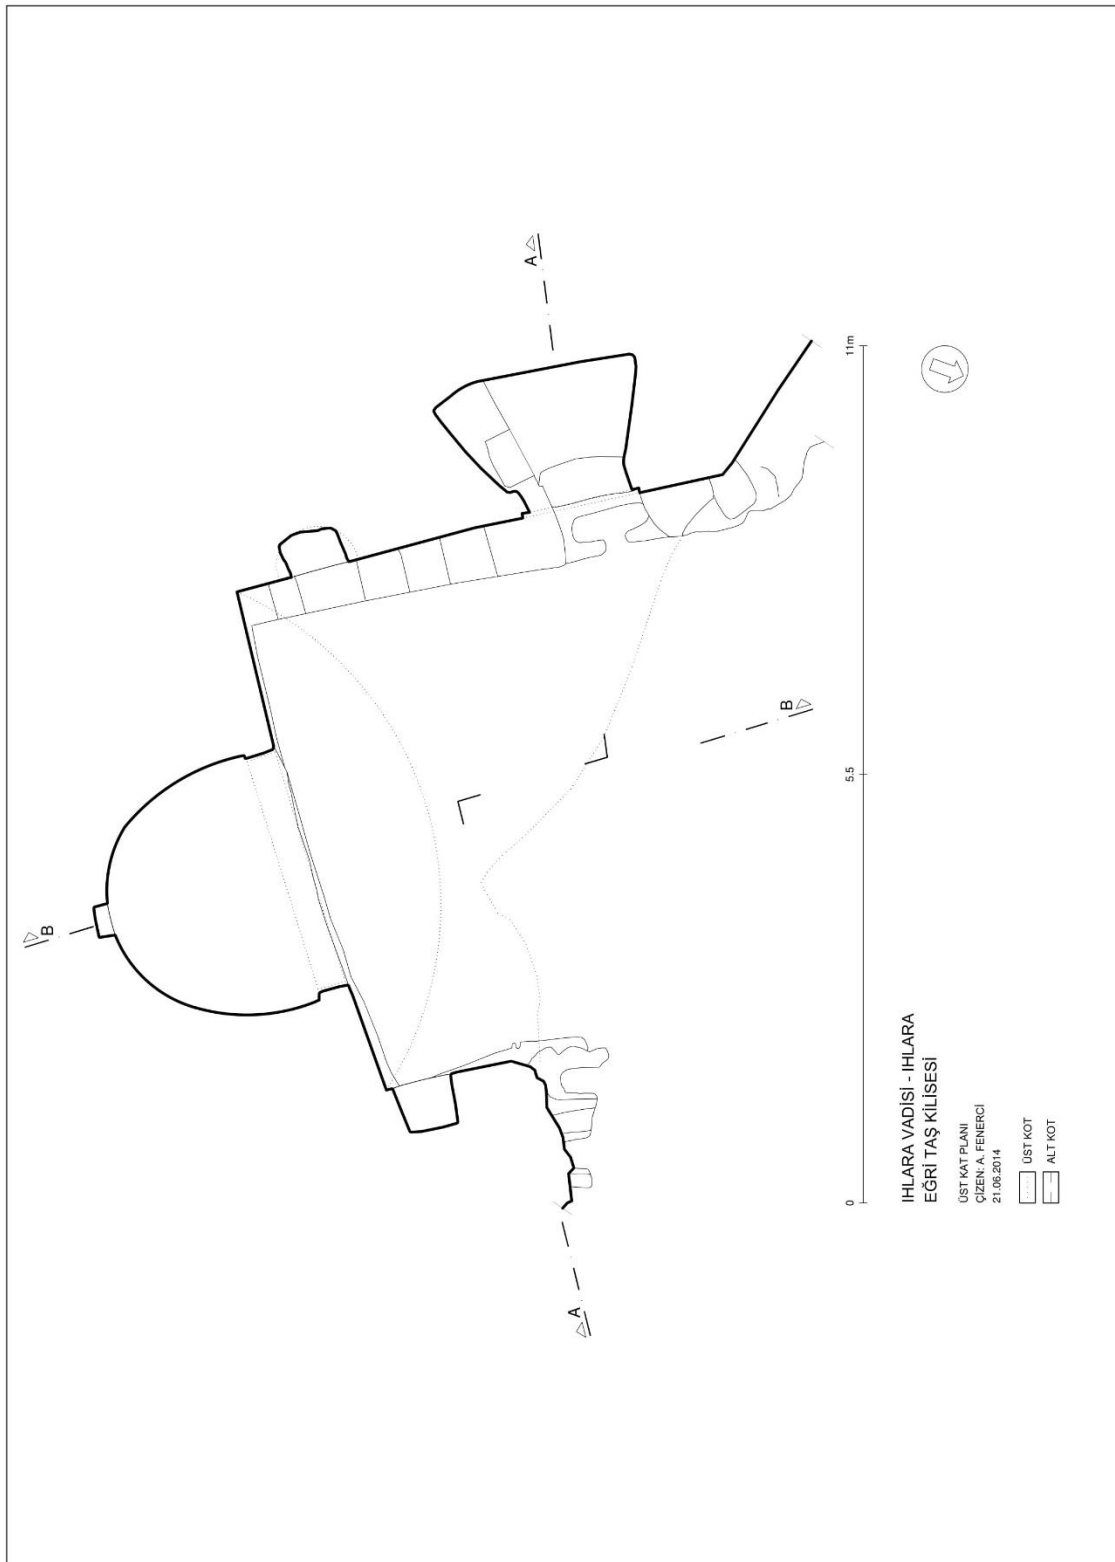 A
A
B
B
0
5.5
11m
IHLARA VADİSİ - IHLARA
EĞRİ TAŞ KİLİSESİ
ÜST KAT PLANI
ÇİZEN: A. FENERCİ
21.06.2014
ÜST KOT
ALT KOT